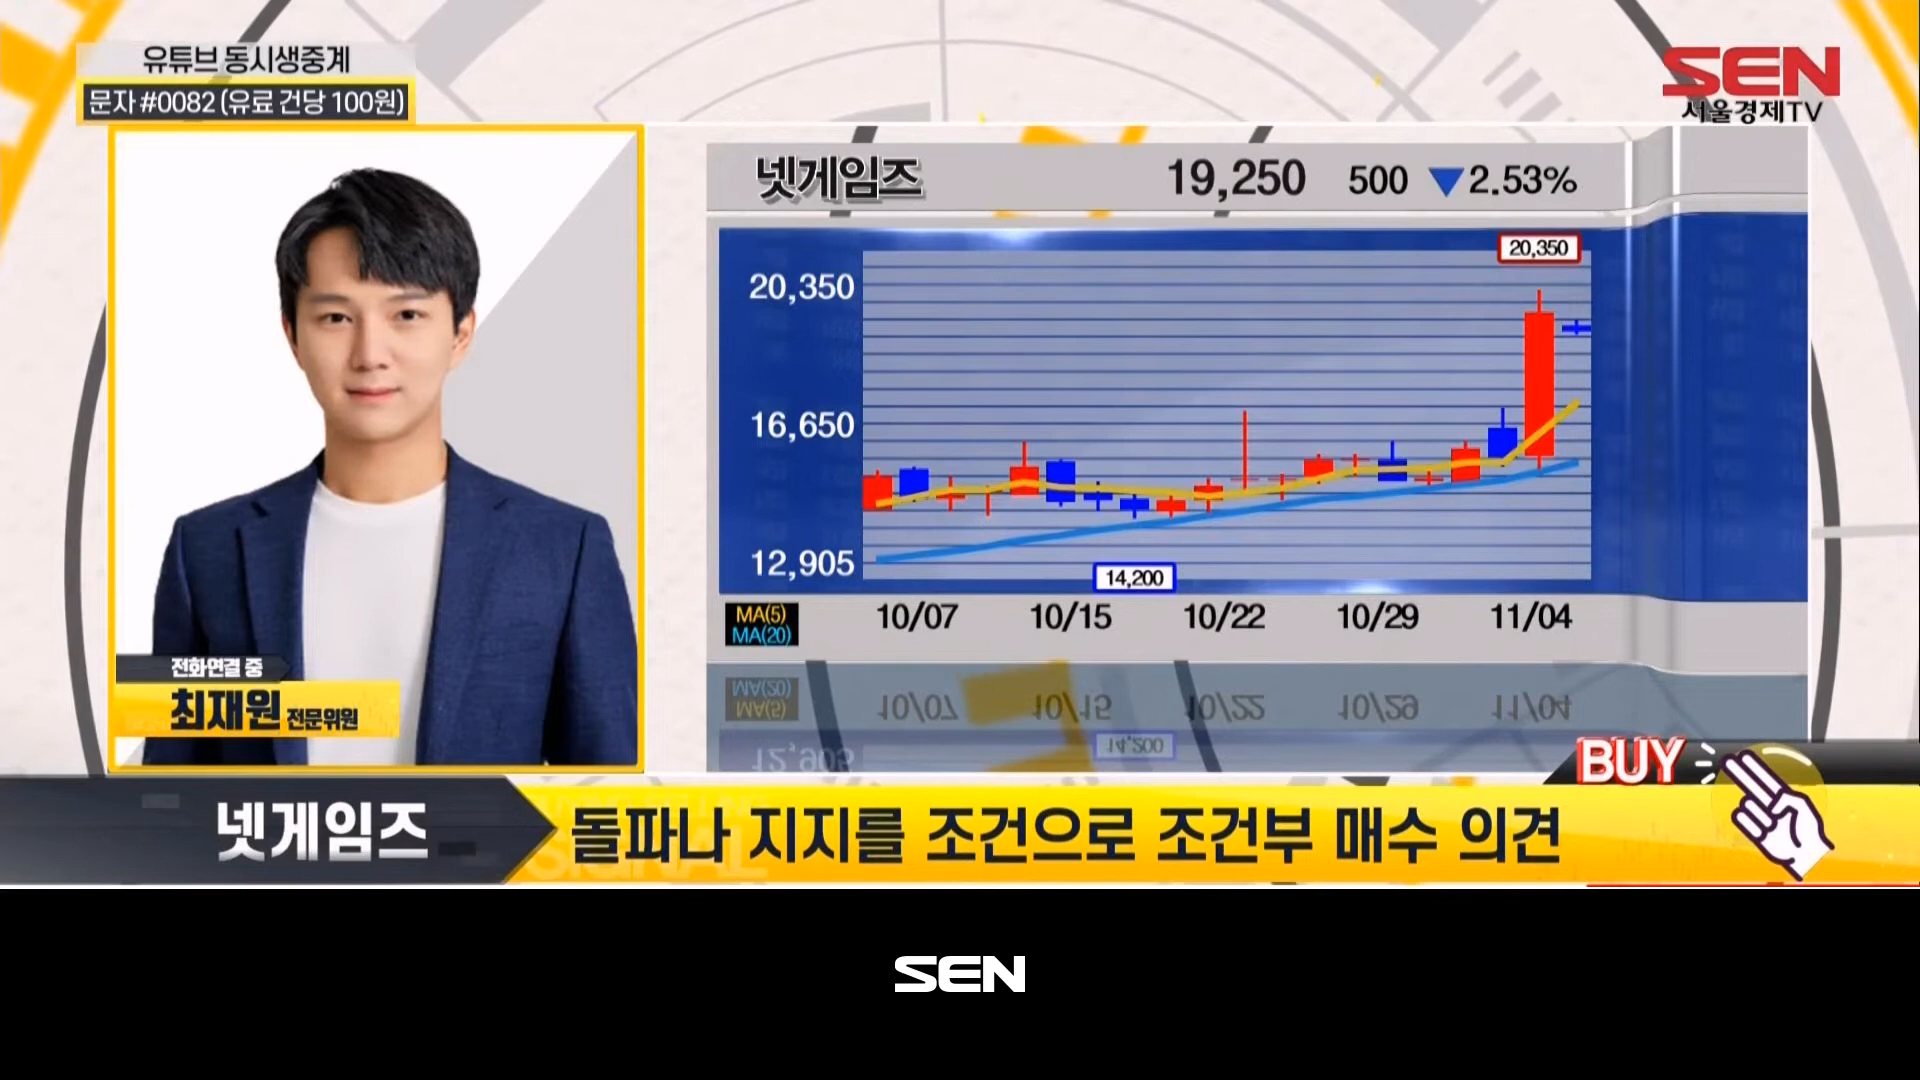 유튜브 동시생중계
문자 #0082 (유료 건당 100원)
SEN
서울경제TV
넷게임즈 19,250 500 ▼2.53%
20,350
20,350
16,650
12,905
14,200
MA(5)
MA(20)
10/07 10/15 10/22 10/29 11/04
전화연결 중
최재원 전문위원
BUY
넷게임즈 돌파나 지지를 조건으로 조건부 매수 의견
SEN